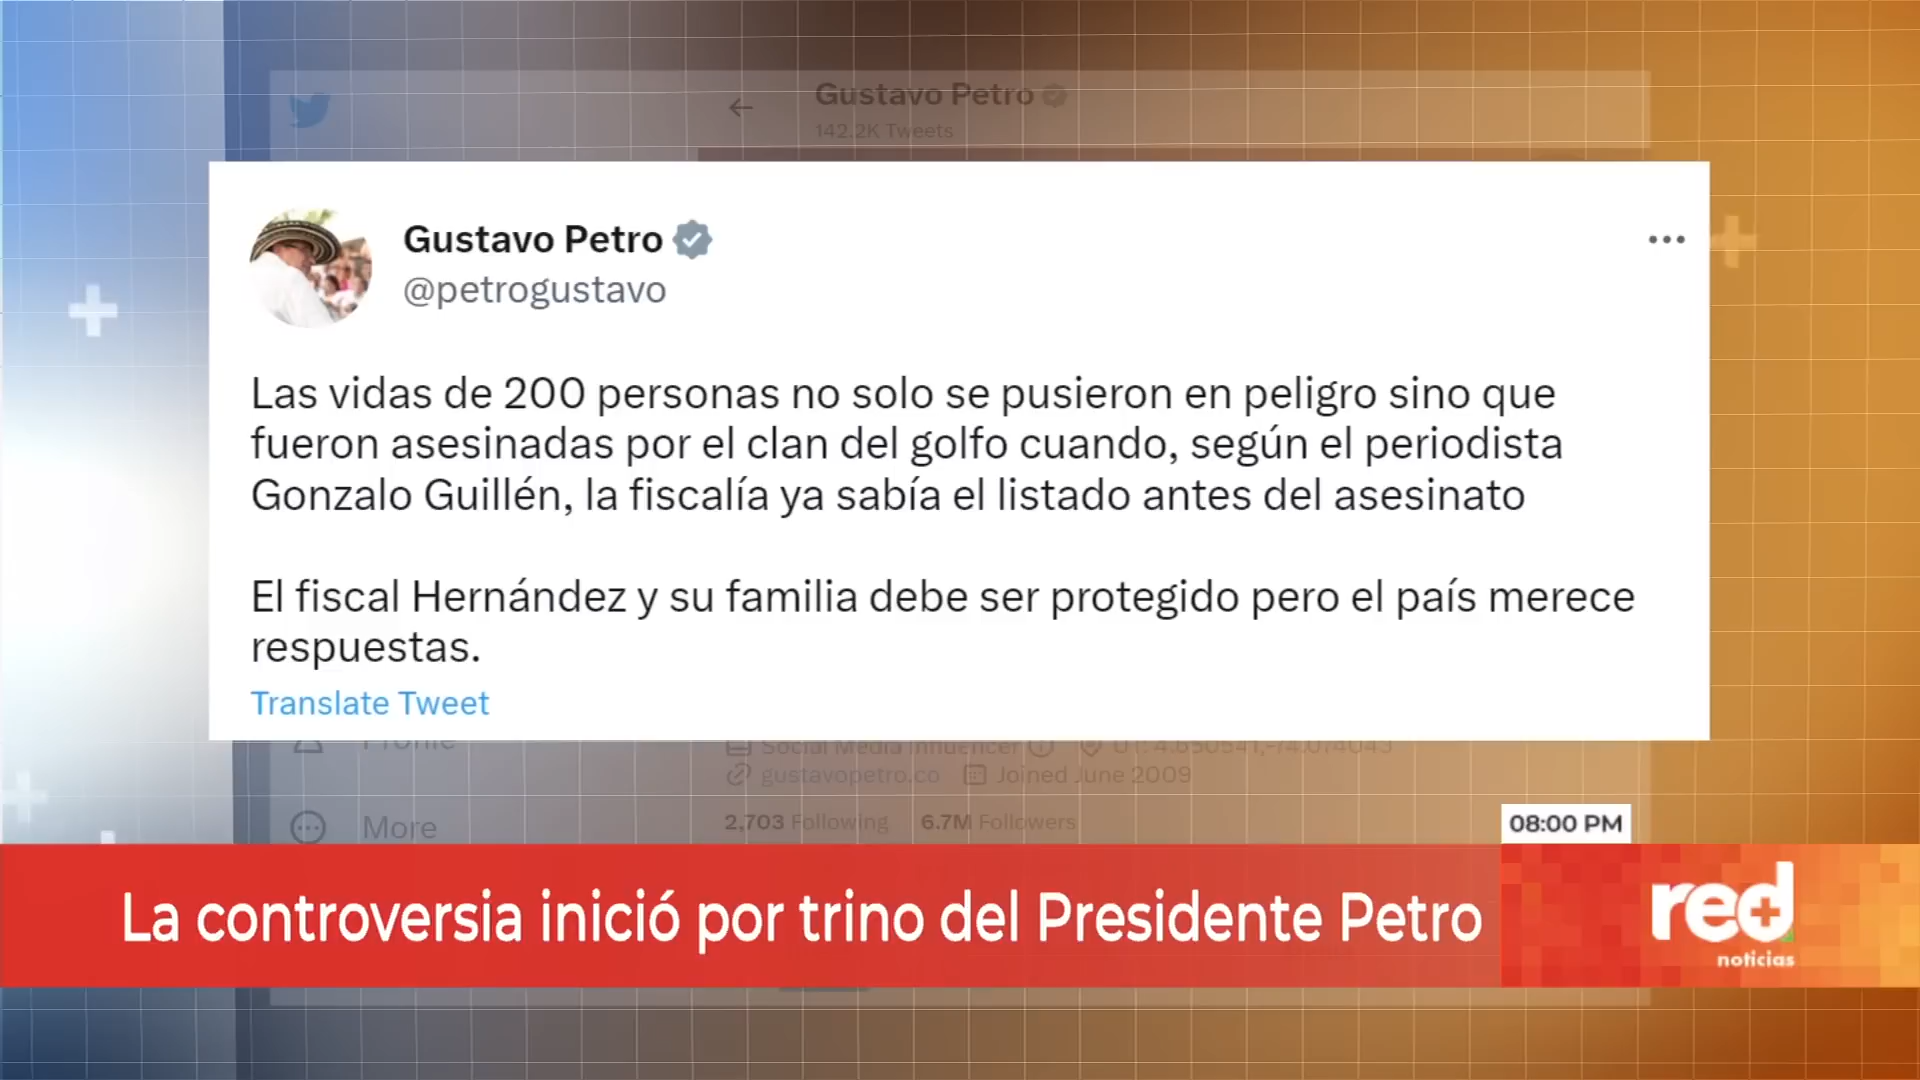 Gustavo Petro
142.2K Tweets
Gustavo Petro
@petrogustavo
Las vidas de 200 personas no solo se pusieron en peligro sino que
fueron asesinadas por el clan del golfo cuando, según el periodista
Gonzalo Guillén, la fiscalía ya sabía el listado antes del asesinato
El fiscal Hernández y su familia debe ser protegido pero el país merece
respuestas.
Translate Tweet
Profile
Social Media Influencer
gustavopetro.co Joined June 2009
More
2,703 Following 6.7M Followers
08:00 PM
La controversia inició por trino del Presidente Petro
red+
noticias